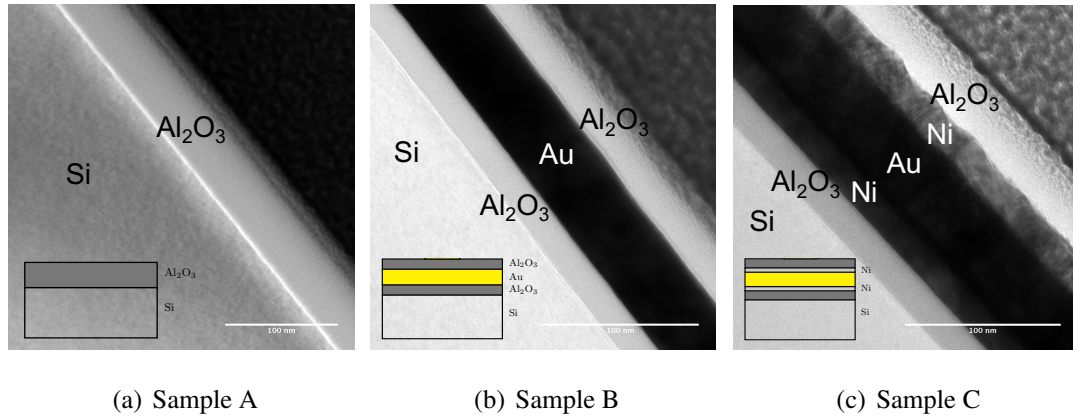 Si
Al₂O₃
Al₂O₃
Si
100 nm
(a) Sample A
Si
Al₂O₃
Au
Al₂O₃
Al₂O₃
Au
Al₂O₃
Si
100 nm
(b) Sample B
Al₂O₃
Ni
Au
Al₂O₃
Ni
Si
Ni
Ni
Si
100 nm
(c) Sample C